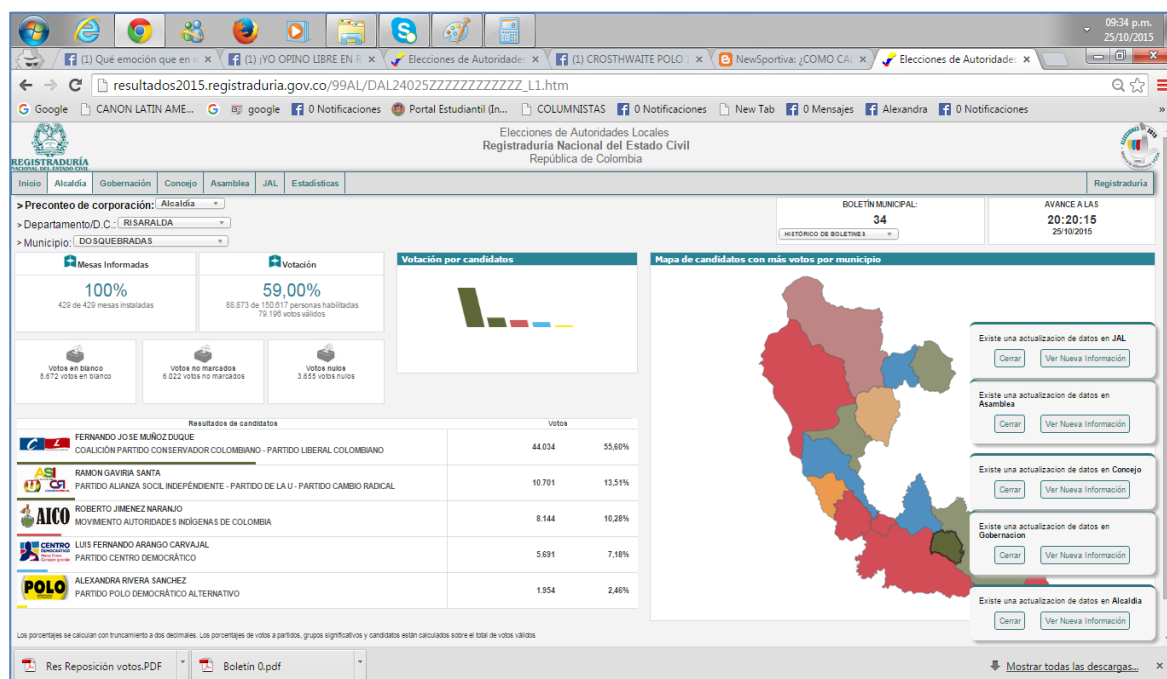 09:34 p.m.
25/10/2015
(1) Qué emoción que en n
(1) ¡YO OPINO LIBRE EN R
Elecciones de Autoridade
(1) CROSTHWAITE POLO
NewSportiva: ¿COMO CAI
Elecciones de Autoridade
resultados2015.registraduria.gov.co/99AL/DAL24025ZZZZZZZZZZZZ_L1.htm
Google CANON LATIN AME... google 0 Notificaciones Portal Estudiantil (In... COLUMNISTAS 0 Notificaciones New Tab 0 Mensajes Alexandra 0 Notificaciones »
Elecciones de Autoridades Locales
Registraduría Nacional del Estado Civil
República de Colombia
REGISTRADURÍA
NACIONAL DEL ESTADO CIVIL
Inicio Alcaldía Gobernación Concejo Asamblea JAL Estadísticas Registraduría
> Preconteo de corporación: Alcaldía
> Departamento/D.C.: RISARALDA
> Municipio: DOSQUEBRADAS
BOLETÍN MUNICIPAL:
34
HISTÓRICO DE BOLETINES
AVANCE A LAS
20:20:15
25/10/2015
Mesas Informadas
100%
429 de 429 mesas instaladas
Votación
59,00%
88.873 de 150.617 personas habilitadas
79.196 votos válidos
Votos en blanco
8.672 votos en blanco
Votos no marcados
6.022 votos no marcados
Votos nulos
3.655 votos nulos
Votación por candidatos
Mapa de candidatos con más votos por municipio
Resultados de candidatos Votos
FERNANDO JOSE MUÑOZ DUQUE
COALICIÓN PARTIDO CONSERVADOR COLOMBIANO - PARTIDO LIBERAL COLOMBIANO
44.034 55,60%
ASI
RAMON GAVIRIA SANTA
PARTIDO ALIANZA SOCIL INDEPÉNDIENTE - PARTIDO DE LA U - PARTIDO CAMBIO RADICAL
10.701 13,51%
AICO
ROBERTO JIMENEZ NARANJO
MOVIMIENTO AUTORIDADES INDÍGENAS DE COLOMBIA
8.144 10,28%
CENTRO
DEMOCRÁTICO
LUIS FERNANDO ARANGO CARVAJAL
PARTIDO CENTRO DEMOCRÁTICO
5.691 7,18%
POLO
ALEXANDRA RIVERA SANCHEZ
PARTIDO POLO DEMOCRÁTICO ALTERNATIVO
1.954 2,46%
Los porcentajes se calculan con truncamiento a dos decimales. Los porcentajes de votos a partidos, grupos significativos y candidatos están calculados sobre el total de votos válidos
Existe una actualizacion de datos en JAL
Cerrar Ver Nueva Información
Existe una actualizacion de datos en
Asamblea
Cerrar Ver Nueva Información
Existe una actualizacion de datos en Concejo
Cerrar Ver Nueva Información
Existe una actualizacion de datos en
Gobernacion
Cerrar Ver Nueva Información
Existe una actualizacion de datos en Alcaldia
Cerrar Ver Nueva Información
Res Reposición votos.PDF
Boletín 0.pdf
Mostrar todas las descargas...